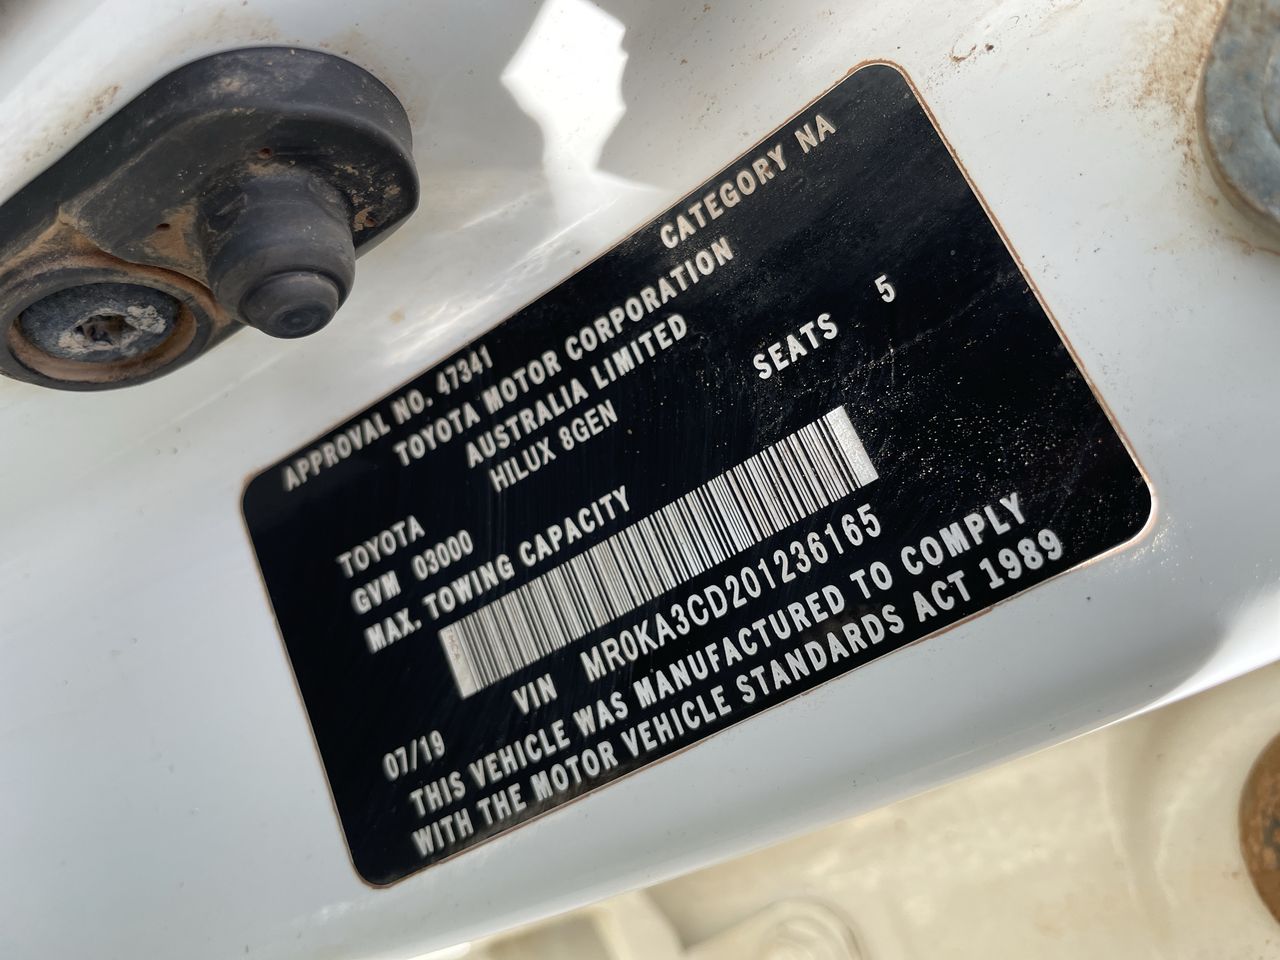 APPROVAL NO. 47341 CATEGORY NA
TOYOTA MOTOR CORPORATION
AUSTRALIA LIMITED
TOYOTA HILUX 8GEN
GVM 03000 SEATS 5
MAX. TOWING CAPACITY
07/19 VIN MR0KA3CD201236165
THIS VEHICLE WAS MANUFACTURED TO COMPLY
WITH THE MOTOR VEHICLE STANDARDS ACT 1989